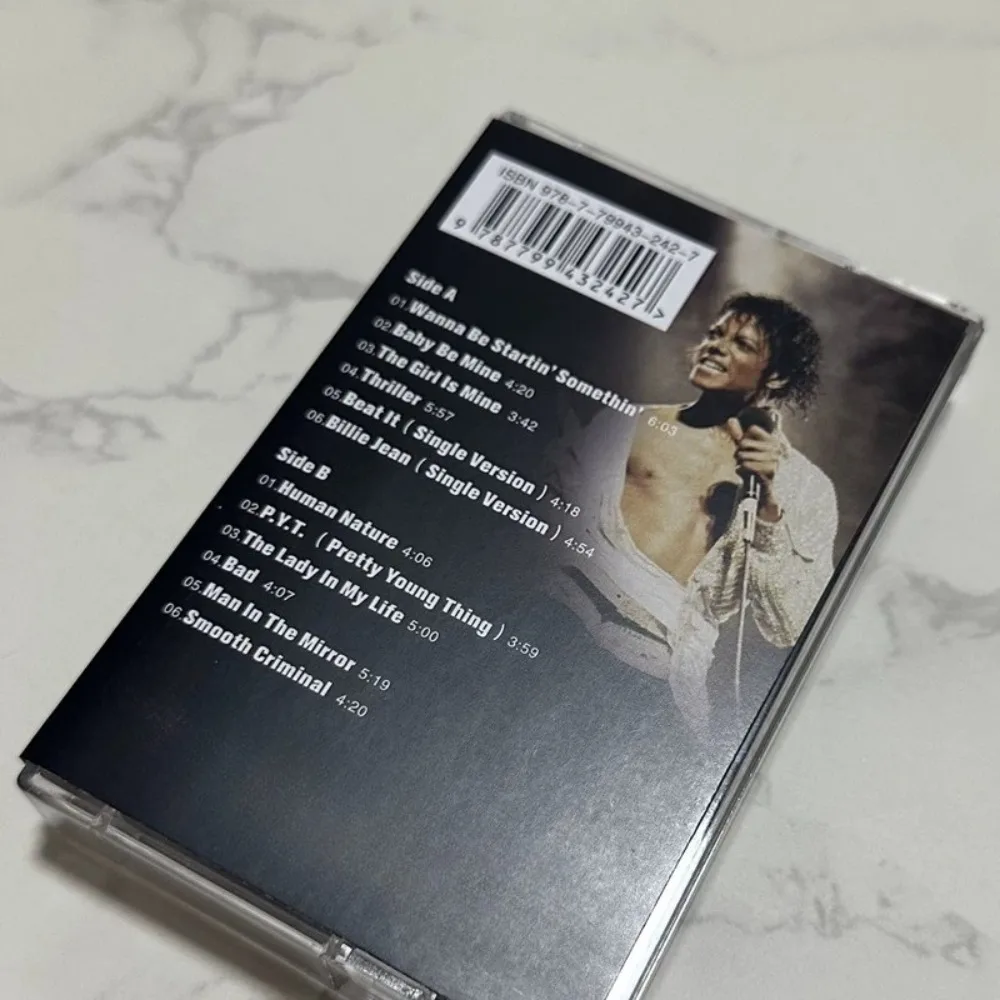 ISBN 978-7-79943-242-7
9 787799 432427 >
Side A
01.Wanna Be Startin' Somethin' 6:03
02.Baby Be Mine 4:20
03.The Girl Is Mine 3:42
04.Thriller 5:57
05.Beat It ( Single Version ) 4:18
06.Billie Jean ( Single Version ) 4:54
Side B
01.Human Nature 4:06
02.P.Y.T. ( Pretty Young Thing ) 3:59
03.The Lady In My Life 5:00
04.Bad 4:07
05.Man In The Mirror 5:19
06.Smooth Criminal 4:20